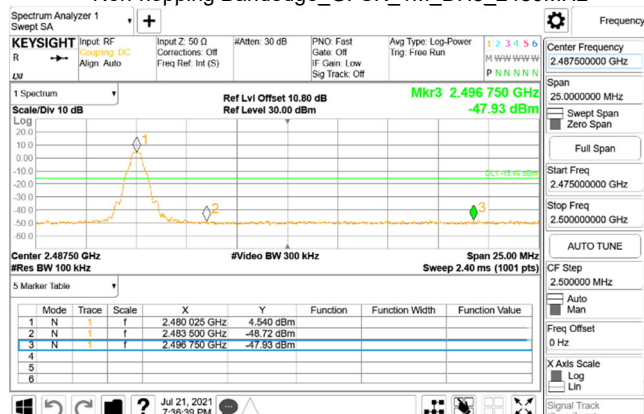 Spectrum Analyzer 1
Swept SA
Frequency
KEYSIGHT
R
LXI
Input: RF
Coupling: DC
Align: Auto
Input Z: 50 Ω
Corrections: Off
Freq Ref: Int (S)
#Atten: 30 dB
PNO: Fast
Gate: Off
IF Gain: Low
Sig Track: Off
Avg Type: Log-Power
Trig: Free Run
1 2 3 4 5 6
M W W W W W
P N N N N N
1 Spectrum
Scale/Div 10 dB
Ref Lvl Offset 10.80 dB
Ref Level 30.00 dBm
Mkr3 2.496 750 GHz
-47.93 dBm
Log
20.0
10.0
0.00
-10.0
-20.0
-30.0
-40.0
-50.0
-60.0
1
2
3
DL1 -15.46 dBm
Center 2.48750 GHz
#Res BW 100 kHz
#Video BW 300 kHz
Span 25.00 MHz
Sweep 2.40 ms (1001 pts)
5 Marker Table
Mode Trace Scale X Y Function Function Width Function Value
1 N 1 f 2.480 025 GHz 4.540 dBm
2 N 1 f 2.483 500 GHz -48.72 dBm
3 N 1 f 2.496 750 GHz -47.93 dBm
4
5
6
Jul 21, 2021
7:36:39 PM
Center Frequency
2.487500000 GHz
Span
25.0000000 MHz
Swept Span
Zero Span
Full Span
Start Freq
2.475000000 GHz
Stop Freq
2.500000000 GHz
AUTO TUNE
CF Step
2.500000 MHz
Auto
Man
Freq Offset
0 Hz
X Axis Scale
Log
Lin
Signal Track